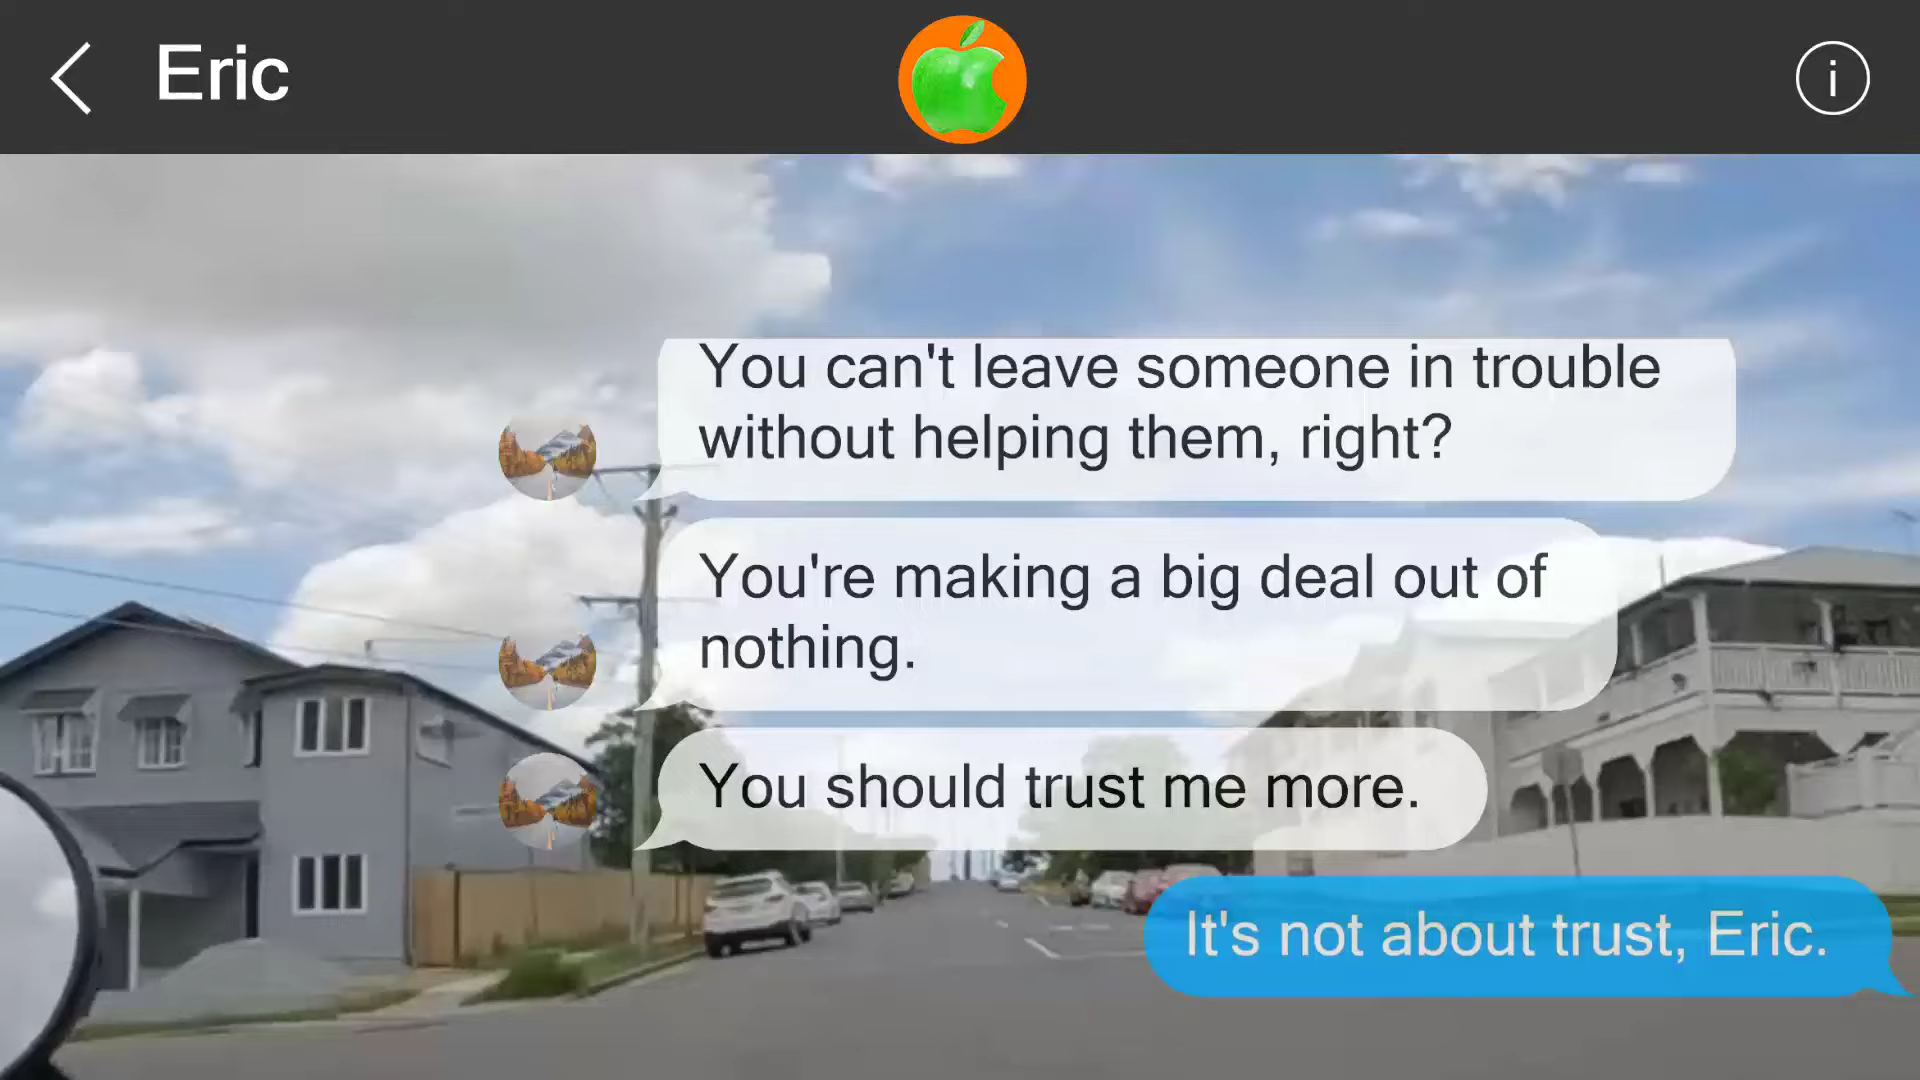 Eric
i
You can't leave someone in trouble
without helping them, right?
You're making a big deal out of
nothing.
You should trust me more.
It's not about trust, Eric.